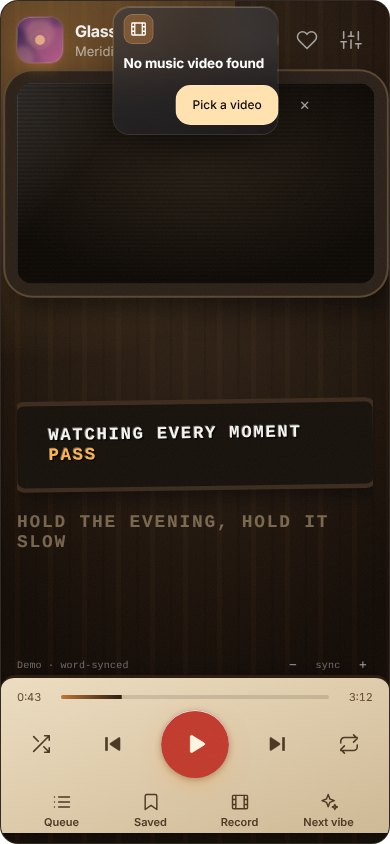 Glass
Meridi
No music video found
Pick a video
WATCHING EVERY MOMENT
PASS
HOLD THE EVENING, HOLD IT
SLOW
Demo · word-synced
− sync +
0:43
3:12
Queue
Saved
Record
Next vibe